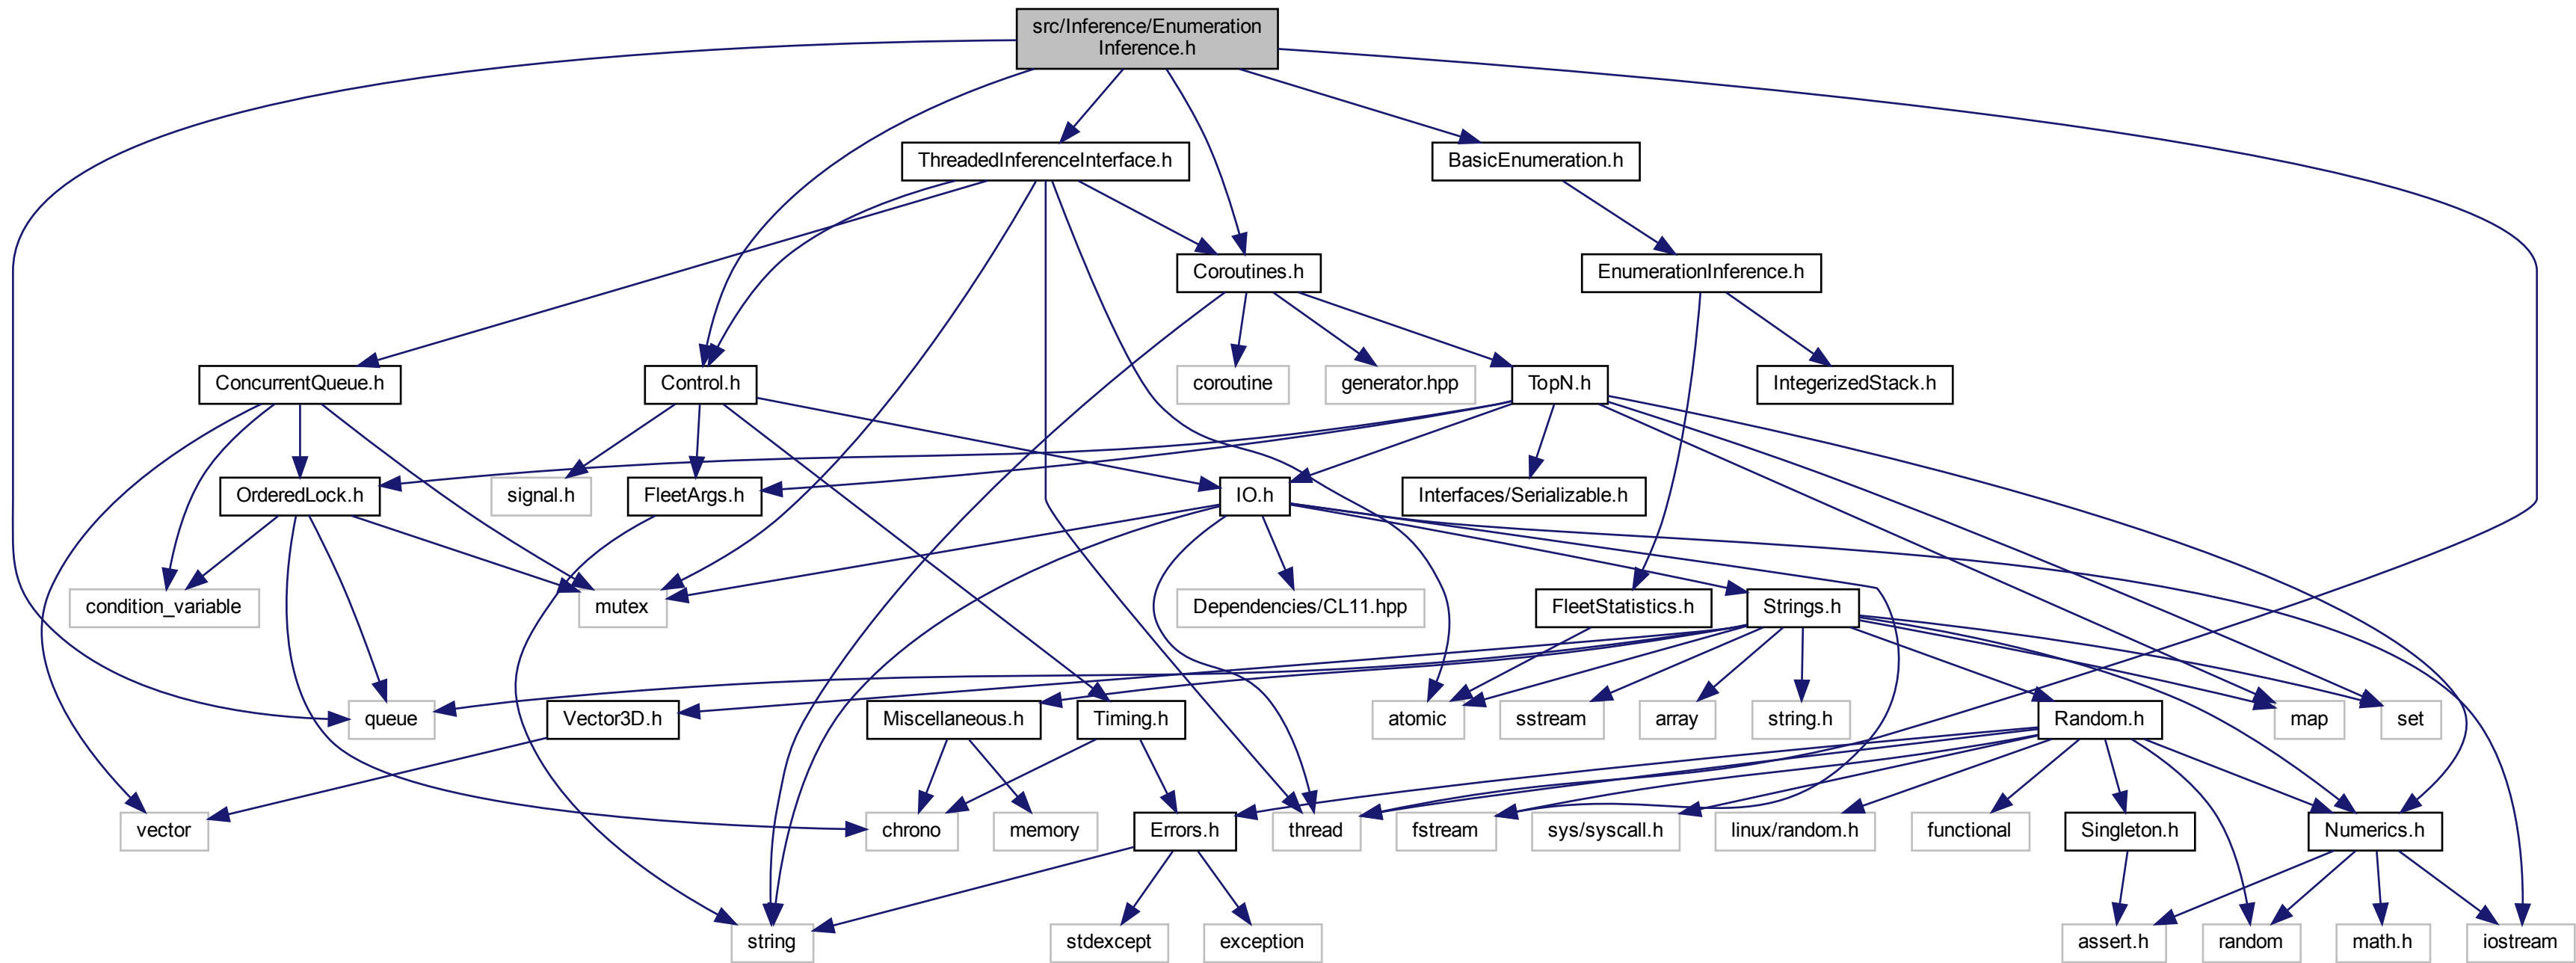 src/Inference/Enumeration
Inference.h
ThreadedInferenceInterface.h
BasicEnumeration.h
Coroutines.h
EnumerationInference.h
ConcurrentQueue.h
Control.h
coroutine
generator.hpp
TopN.h
IntegerizedStack.h
OrderedLock.h
signal.h
FleetArgs.h
IO.h
Interfaces/Serializable.h
condition_variable
mutex
Dependencies/CL11.hpp
FleetStatistics.h
Strings.h
queue
Vector3D.h
Miscellaneous.h
Timing.h
atomic
sstream
array
string.h
Random.h
map
set
vector
chrono
memory
Errors.h
thread
fstream
sys/syscall.h
linux/random.h
functional
Singleton.h
Numerics.h
string
stdexcept
exception
assert.h
random
math.h
iostream